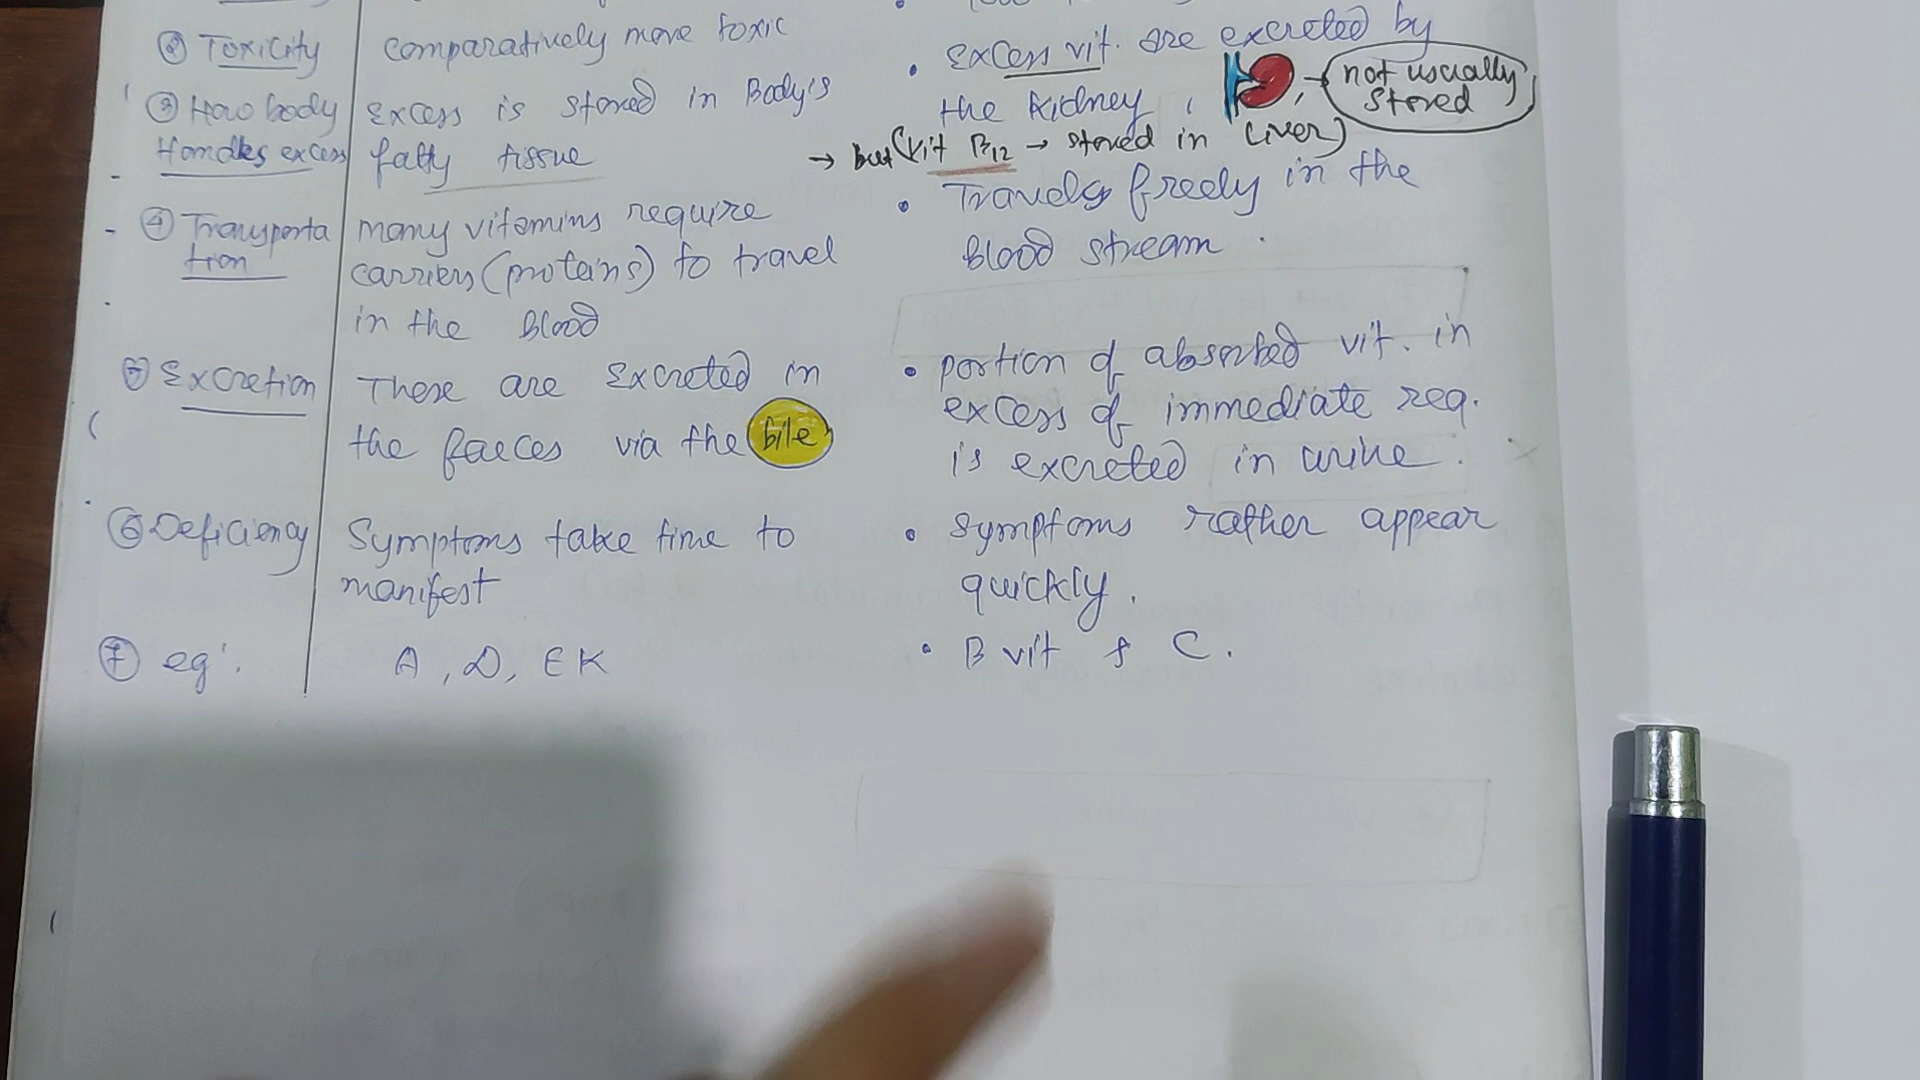 ② Toxicity comparatively more toxic
• Excess vit. are excreted by
the kidney, → not usually
stored
③ How body Excess is stored in Body's
Handles excess fatty tissue
→ but (vit B12 → stored in liver)
④ Transporta many vitamins require
tion carriers (proteins) to travel
in the Blood
• Travels freely in the
Blood stream.
⑤ Excretion These are Excreted in
the faeces via the bile
• portion of absorbed vit. in
excess of immediate req.
is excreted in urine.
⑥ Deficiency Symptoms take time to
manifest
• symptoms rather appear
quickly.
⑦ eg'. A, D, E K
• B vit & C.